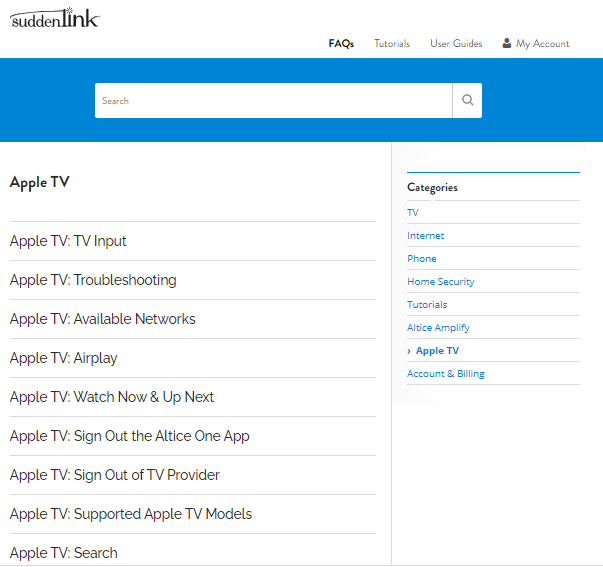 suddenlink
FAQs Tutorials User Guides My Account
Search
Apple TV
Apple TV: TV Input
Apple TV: Troubleshooting
Apple TV: Available Networks
Apple TV: Airplay
Apple TV: Watch Now & Up Next
Apple TV: Sign Out the Altice One App
Apple TV: Sign Out of TV Provider
Apple TV: Supported Apple TV Models
Apple TV: Search
Categories
TV
Internet
Phone
Home Security
Tutorials
Altice Amplify
› Apple TV
Account & Billing